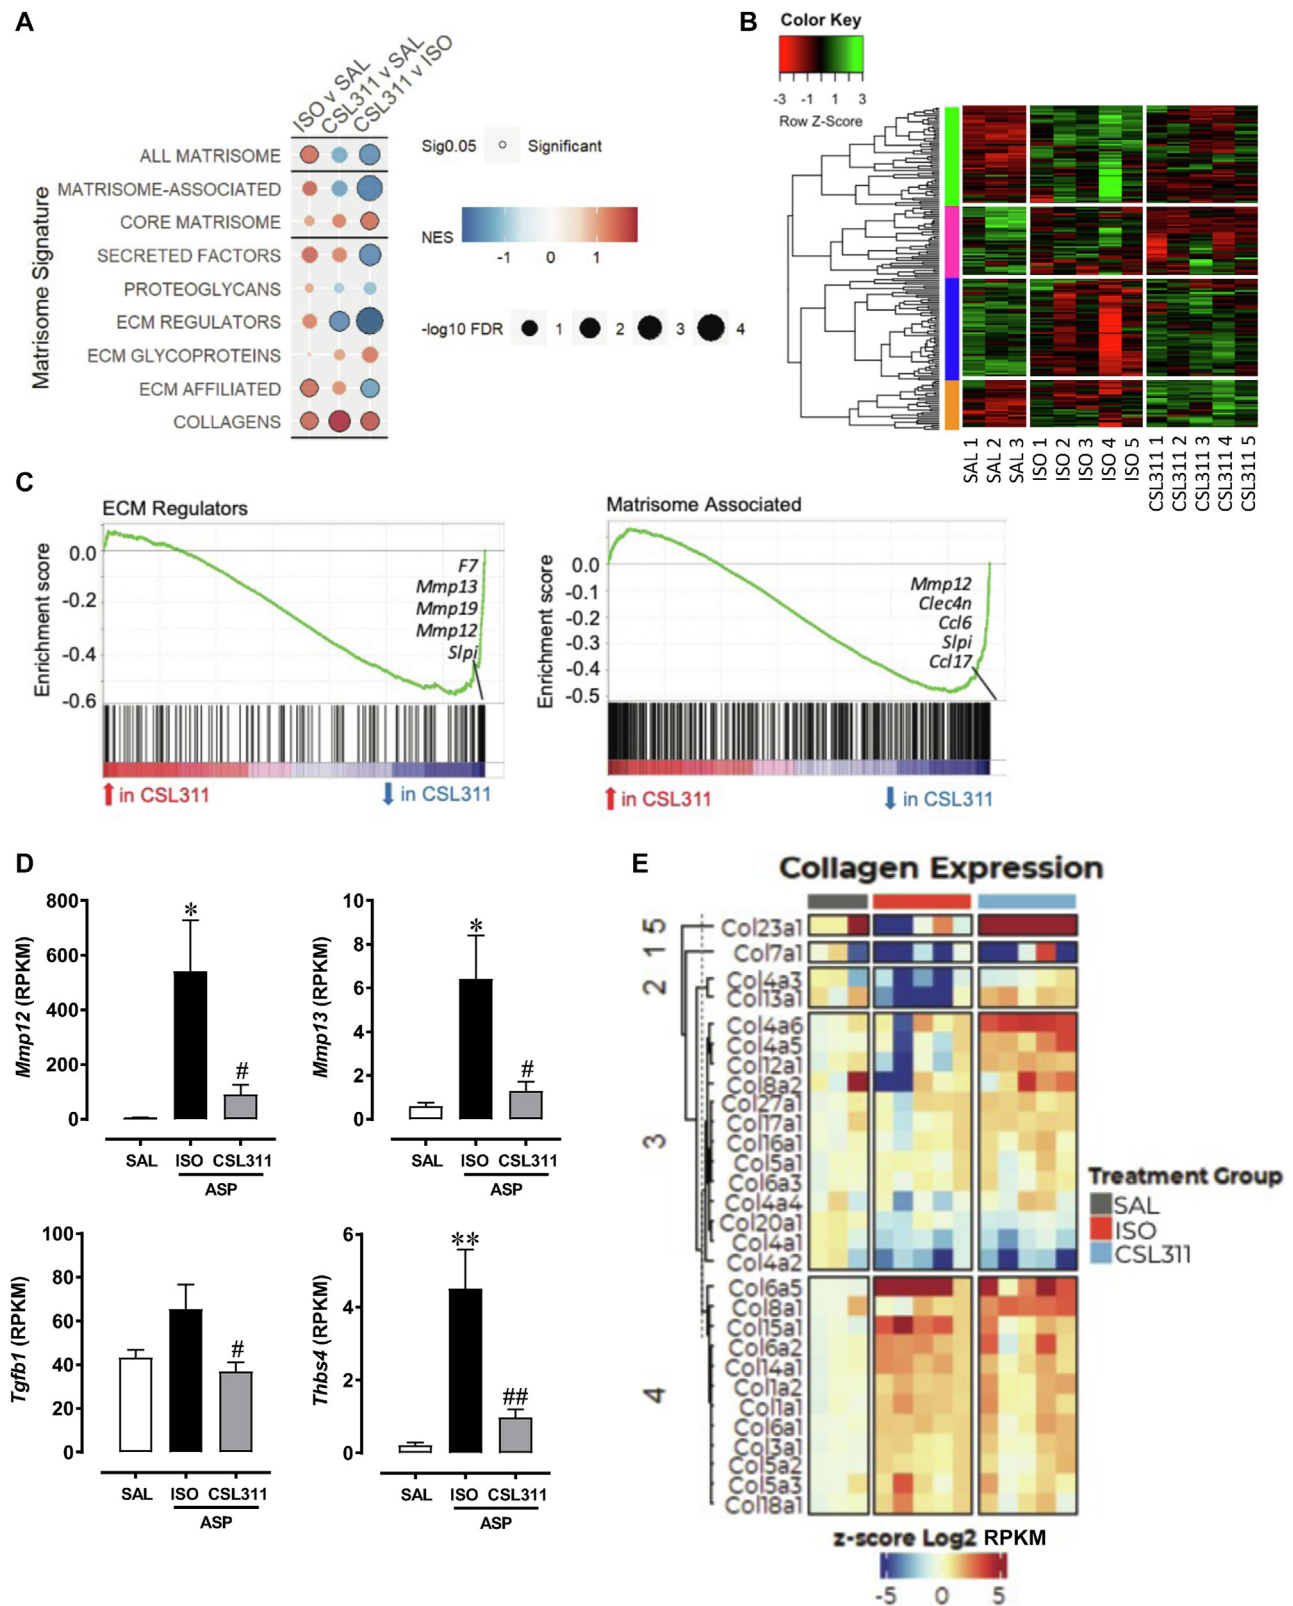 A
ISO v SAL
CSL311 v SAL
CSL311 v ISO
Matrisome Signature
ALL MATRISOME
MATRISOME-ASSOCIATED
CORE MATRISOME
SECRETED FACTORS
PROTEOGLYCANS
ECM REGULATORS
ECM GLYCOPROTEINS
ECM AFFILIATED
COLLAGENS
Sig0.05 Significant
NES
-1 0 1
-log10 FDR 1 2 3 4
B
Color Key
-3 -1 1 3
Row Z-Score
SAL 1
SAL 2
SAL 3
ISO 1
ISO 2
ISO 3
ISO 4
ISO 5
CSL311 1
CSL311 2
CSL311 3
CSL311 4
CSL311 5
C
ECM Regulators
Enrichment score
0.0
-0.2
-0.4
-0.6
F7
Mmp13
Mmp19
Mmp12
Slpi
in CSL311
in CSL311
Matrisome Associated
Enrichment score
0.0
-0.1
-0.2
-0.3
-0.4
-0.5
Mmp12
Clec4n
Ccl6
Slpi
Ccl17
in CSL311
in CSL311
D
Mmp12 (RPKM)
800
600
400
200
0
*
#
SAL ISO CSL311
ASP
Mmp13 (RPKM)
10
8
6
4
2
0
*
#
SAL ISO CSL311
ASP
Tgfb1 (RPKM)
100
80
60
40
20
0
#
SAL ISO CSL311
ASP
Thbs4 (RPKM)
6
4
2
0
**
##
SAL ISO CSL311
ASP
E
Collagen Expression
5
Col23a1
1
Col7a1
2
Col4a3
Col13a1
3
Col4a6
Col4a5
Col12a1
Col8a2
Col27a1
Col17a1
Col16a1
Col5a1
Col6a3
Col4a4
Col20a1
Col4a1
Col4a2
4
Col6a5
Col8a1
Col15a1
Col6a2
Col14a1
Col1a2
Col1a1
Col6a1
Col3a1
Col5a2
Col5a3
Col18a1
Treatment Group
SAL
ISO
CSL311
z-score Log2 RPKM
-5 0 5